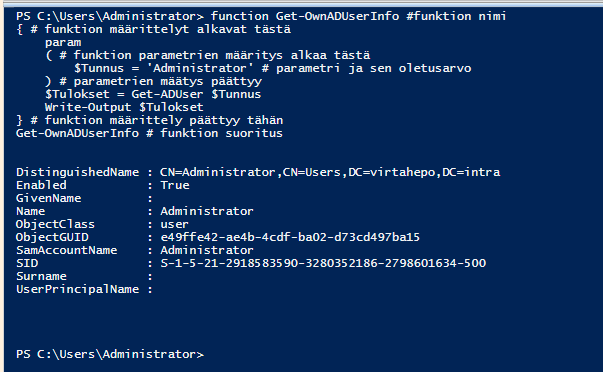 PS C:\Users\Administrator> function Get-OwnADUserInfo #funktion nimi
{ # funktion määrittelyt alkavat tästä
    param
    ( # funktion parametrien määritys alkaa tästä
        $Tunnus = 'Administrator' # parametri ja sen oletusarvo
    ) # parametrien määtys päättyy
    $Tulokset = Get-ADUser $Tunnus
    Write-Output $Tulokset
} # funktion määrittely päättyy tähän
Get-OwnADUserInfo # funktion suoritus
DistinguishedName : CN=Administrator,CN=Users,DC=virtahepo,DC=intra
Enabled           : True
GivenName         :
Name              : Administrator
ObjectClass       : user
ObjectGUID        : e49ffe42-ae4b-4cdf-ba02-d73cd497ba15
SamAccountName    : Administrator
SID               : S-1-5-21-2918583590-3280352186-2798601634-500
Surname           :
UserPrincipalName :
PS C:\Users\Administrator>